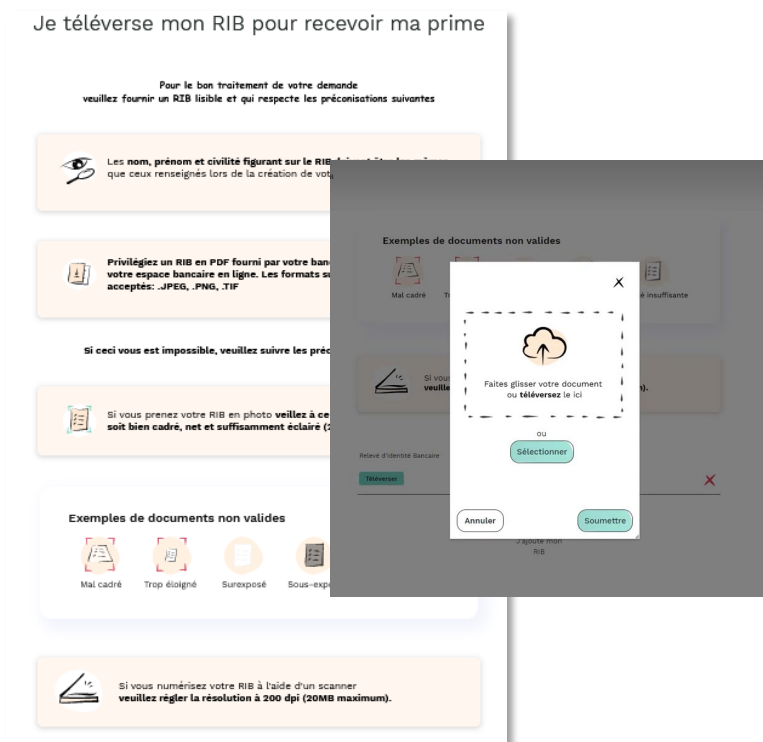 Je téléverse mon RIB pour recevoir ma prime
Pour le bon traitement de votre demande
veuillez fournir un RIB lisible et qui respecte les préconisations suivantes
Les nom, prénom et civilité figurant sur le RIB
que ceux renseignés lors de la création de
Privilégiez un RIB en PDF fourni par votre
votre espace bancaire en ligne. Les formats
acceptés: .JPEG, .PNG, .TIF
Si ceci vous est impossible, veuillez suivre les
Si vous prenez votre RIB en photo veillez à ce
soit bien cadré, net et suffisamment éclairé
Exemples de documents non valides
Mal cadré
Trop éloigné
Surexposé
Si vous numérisez votre RIB à l'aide d'un scanner
veuillez régler la résolution à 200 dpi (20MB maximum).
Exemples de documents non valides
Mal cadré
insuffisante
Si vous
Relevé d'Identité Bancaire
Téléverser
X
X
Faites glisser votre document
ou téléversez le ici
ou
Sélectionner
Annuler
Soumettre
J'ajoute mon
RIB